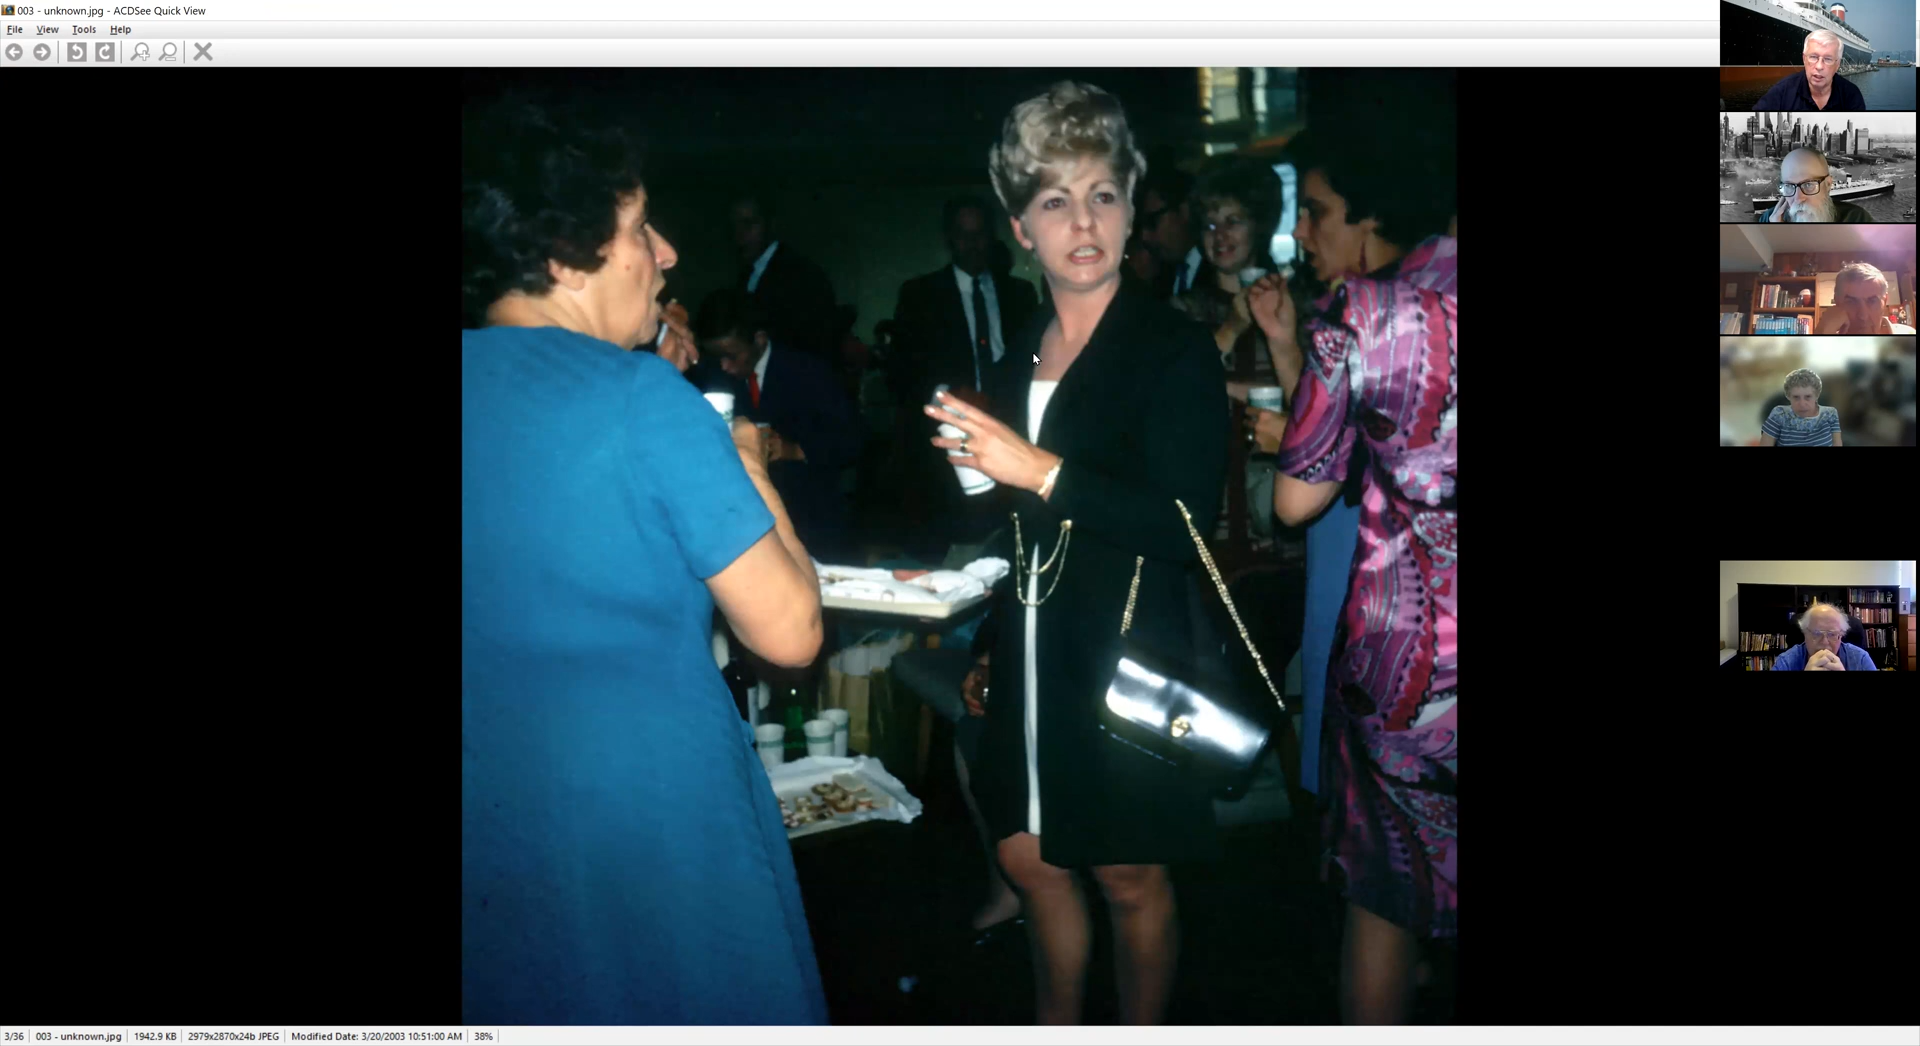 003 - unknown.jpg - ACDSee Quick View
File View Tools Help
3/36 003 - unknown.jpg 1942.9 KB 2979x2870x24b JPEG Modified Date: 3/20/2003 10:51:00 AM 38%